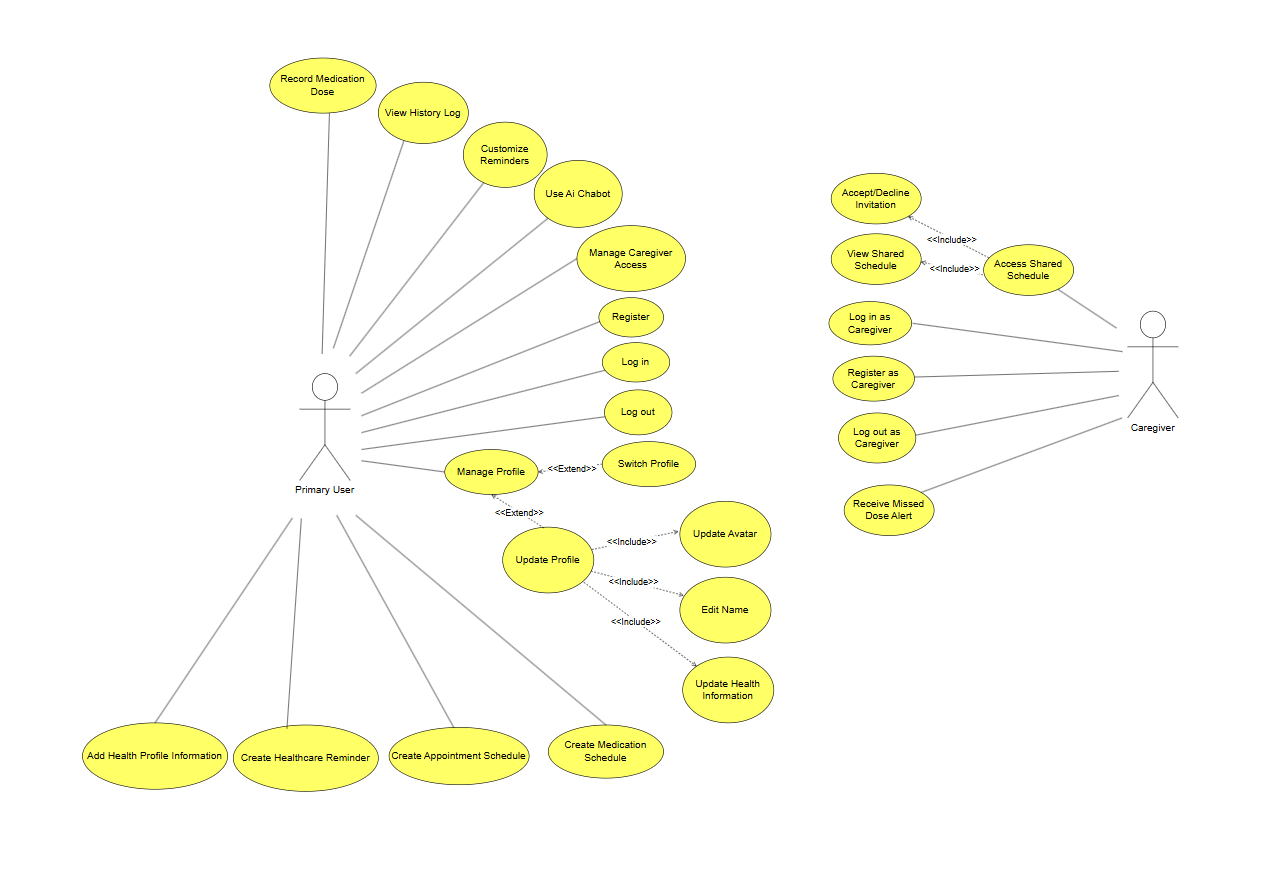 Record Medication
Dose
View History Log
Customize
Reminders
Use Ai Chabot
Manage Caregiver
Access
Register
Log in
Log out
Manage Profile
<<Extend>>
Switch Profile
Primary User
<<Extend>>
Update Profile
<<Include>>
Update Avatar
<<Include>>
Edit Name
<<Include>>
Update Health
Information
Add Health Profile Information
Create Healthcare Reminder
Create Appointment Schedule
Create Medication
Schedule
Accept/Decline
Invitation
<<Include>>
View Shared
Schedule
<<Include>>
Access Shared
Schedule
Log in as
Caregiver
Register as
Caregiver
Log out as
Caregiver
Receive Missed
Dose Alert
Caregiver